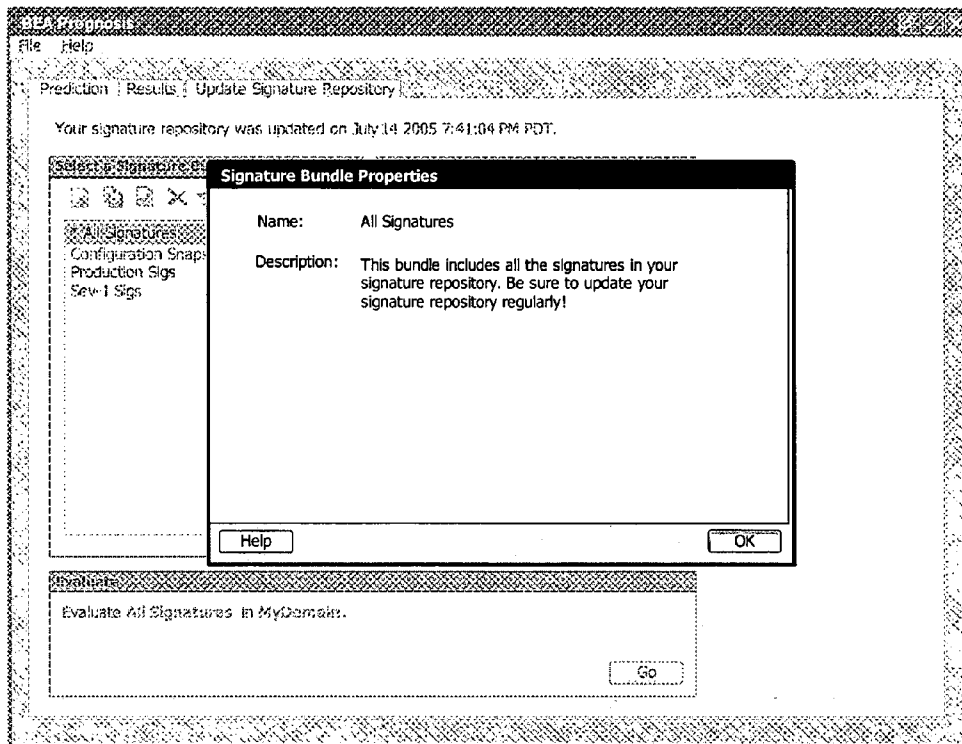 BEA Prognosis
File Help
Prediction Results Update Signature Repository
Your signature repository was updated on July 14 2005 7:41:04 PM PDT.
Select a Signature
Signature Bundle Properties
* All Signatures
Configuration Snap
Production Sigs
Sev-1 Sigs
Name: All Signatures
Description: This bundle includes all the signatures in your
signature repository. Be sure to update your
signature repository regularly!
Help OK
Evaluate
Evaluate All Signatures in MyDomain.
Go